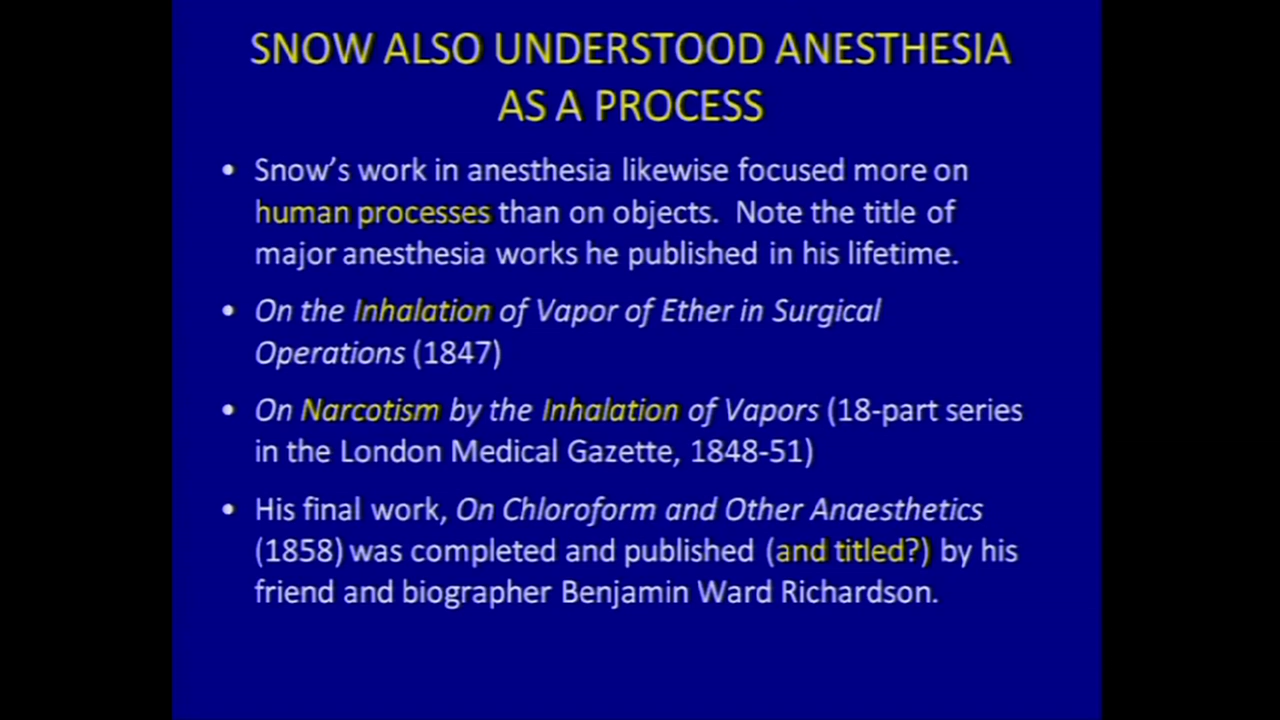 SNOW ALSO UNDERSTOOD ANESTHESIA
AS A PROCESS
• Snow's work in anesthesia likewise focused more on
human processes than on objects.  Note the title of
major anesthesia works he published in his lifetime.
• On the Inhalation of Vapor of Ether in Surgical
Operations (1847)
• On Narcotism by the Inhalation of Vapors (18-part series
in the London Medical Gazette, 1848-51)
• His final work, On Chloroform and Other Anaesthetics
(1858) was completed and published (and titled?) by his
friend and biographer Benjamin Ward Richardson.